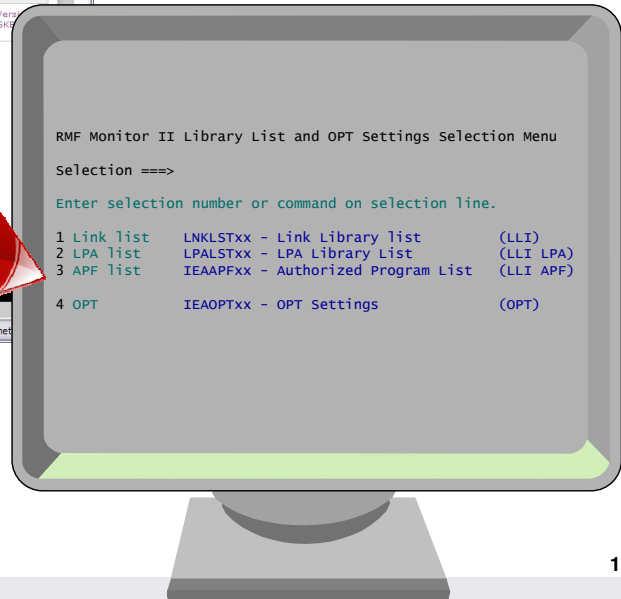 RMF Monitor II Library List and OPT Settings Selection Menu
Selection ===>
Enter selection number or command on selection line.
1 Link list LNKLSTxx - Link Library list (LLI)
2 LPA list LPALSTxx - LPA Library List (LLI LPA)
3 APF list IEAAPFxx - Authorized Program List (LLI APF)
4 OPT IEAOPTxx - OPT Settings (OPT)
1